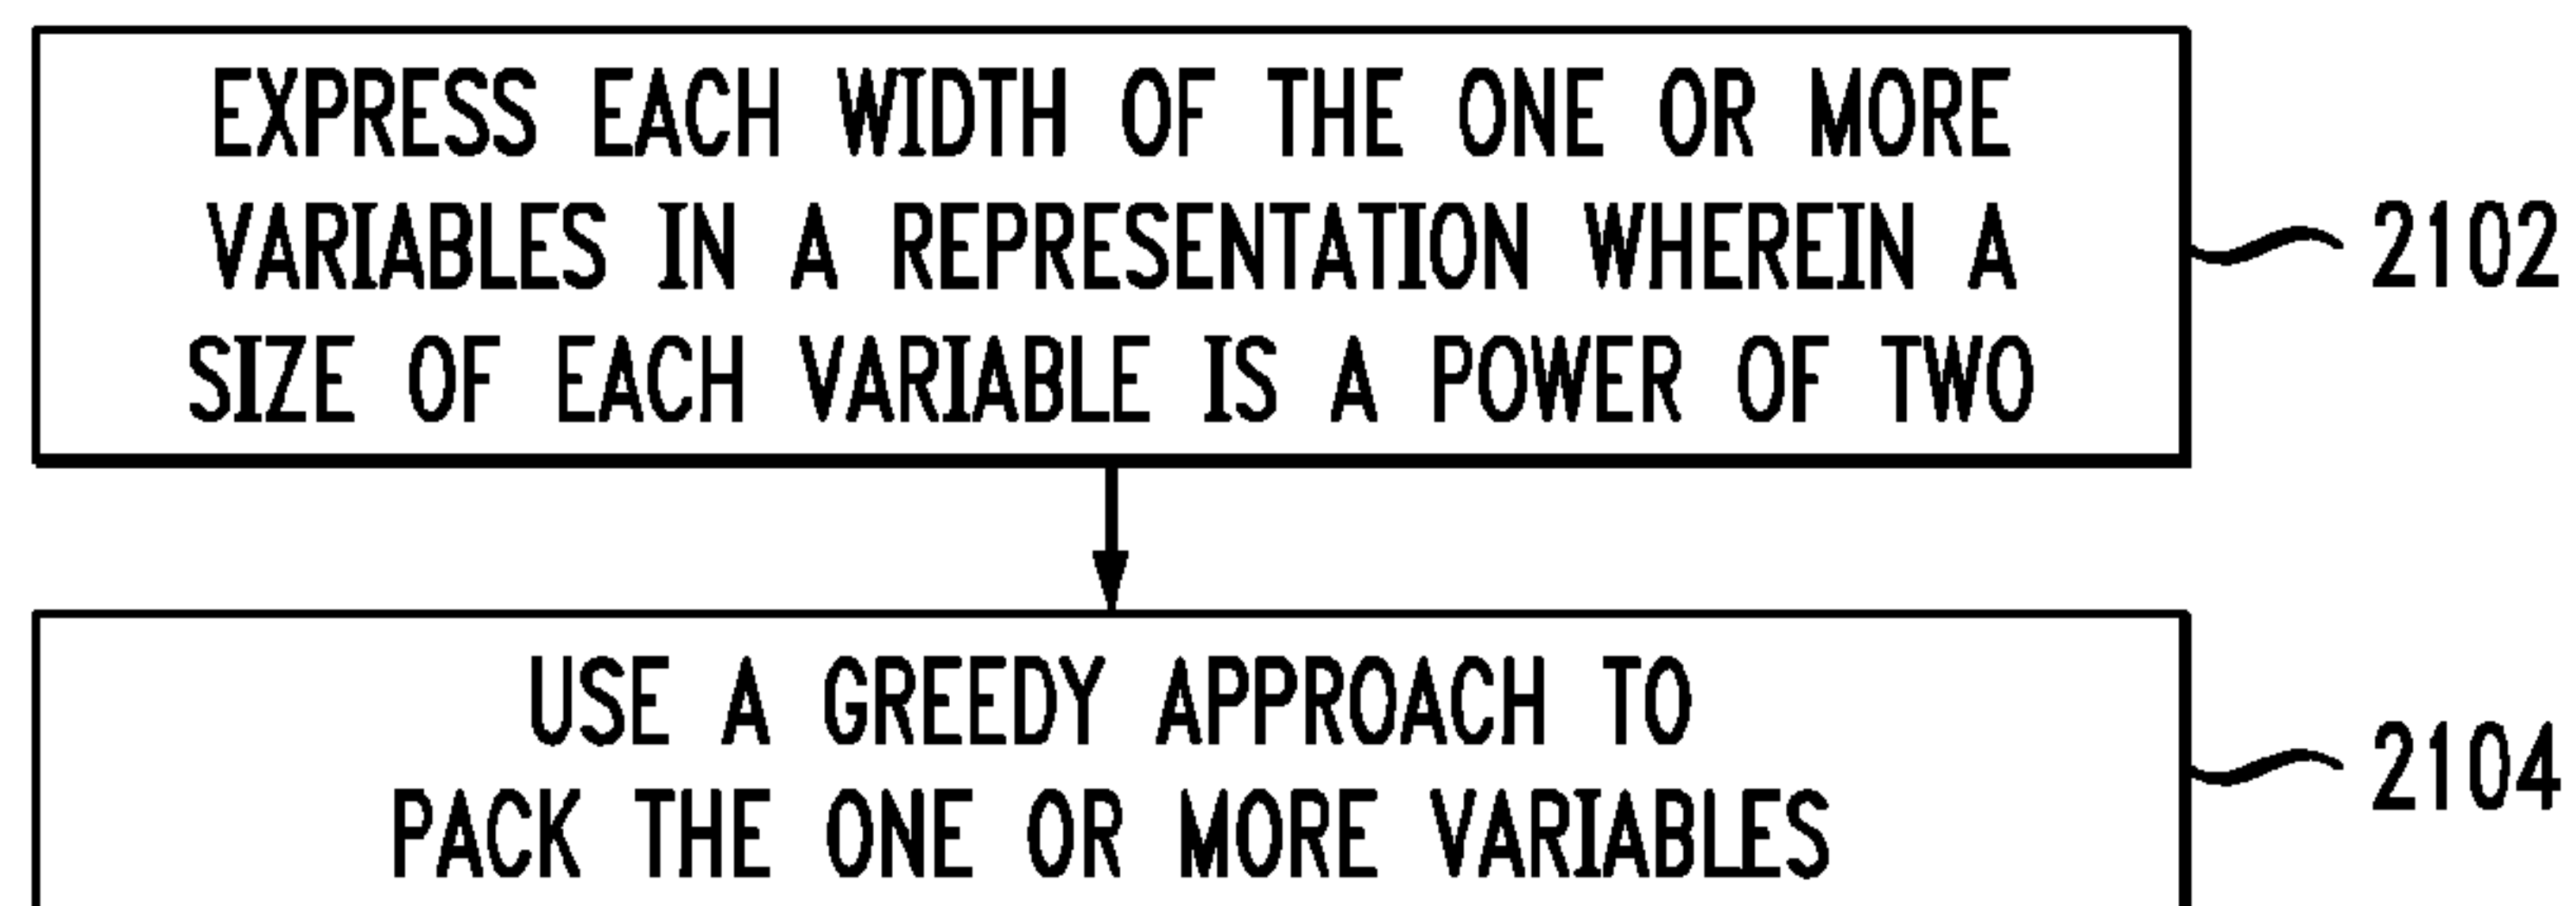 EXPRESS EACH WIDTH OF THE ONE OR MORE
VARIABLES IN A REPRESENTATION WHEREIN A
SIZE OF EACH VARIABLE IS A POWER OF TWO
2102
USE A GREEDY APPROACH TO
PACK THE ONE OR MORE VARIABLES
2104